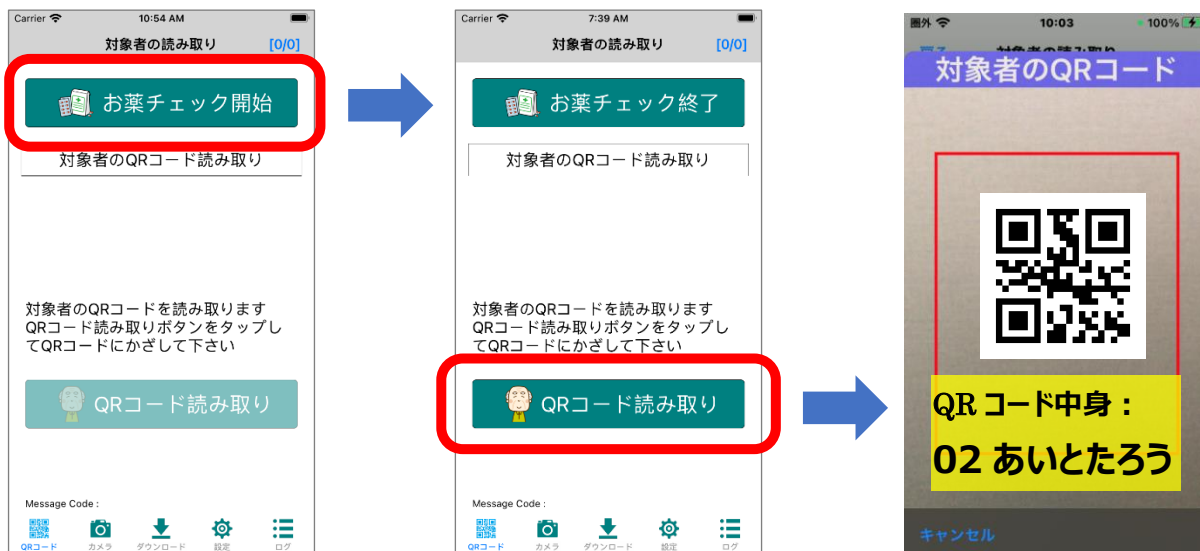 Carrier
10:54 AM
対象者の読み取り
[0/0]
お薬チェック開始
対象者のQRコード読み取り
対象者のQRコードを読み取ります
QRコード読み取りボタンをタップし
てQRコードにかざして下さい
QRコード読み取り
Message Code :
QRコード カメラ ダウンロード 設定 ログ
Carrier
7:39 AM
対象者の読み取り
[0/0]
お薬チェック終了
対象者のQRコード読み取り
対象者のQRコードを読み取ります
QRコード読み取りボタンをタップし
てQRコードにかざして下さい
QRコード読み取り
Message Code :
QRコード カメラ ダウンロード 設定 ログ
圏外
10:03
100%
対象者のQRコード
QRコード中身：
02 あいとたろう
キャンセル